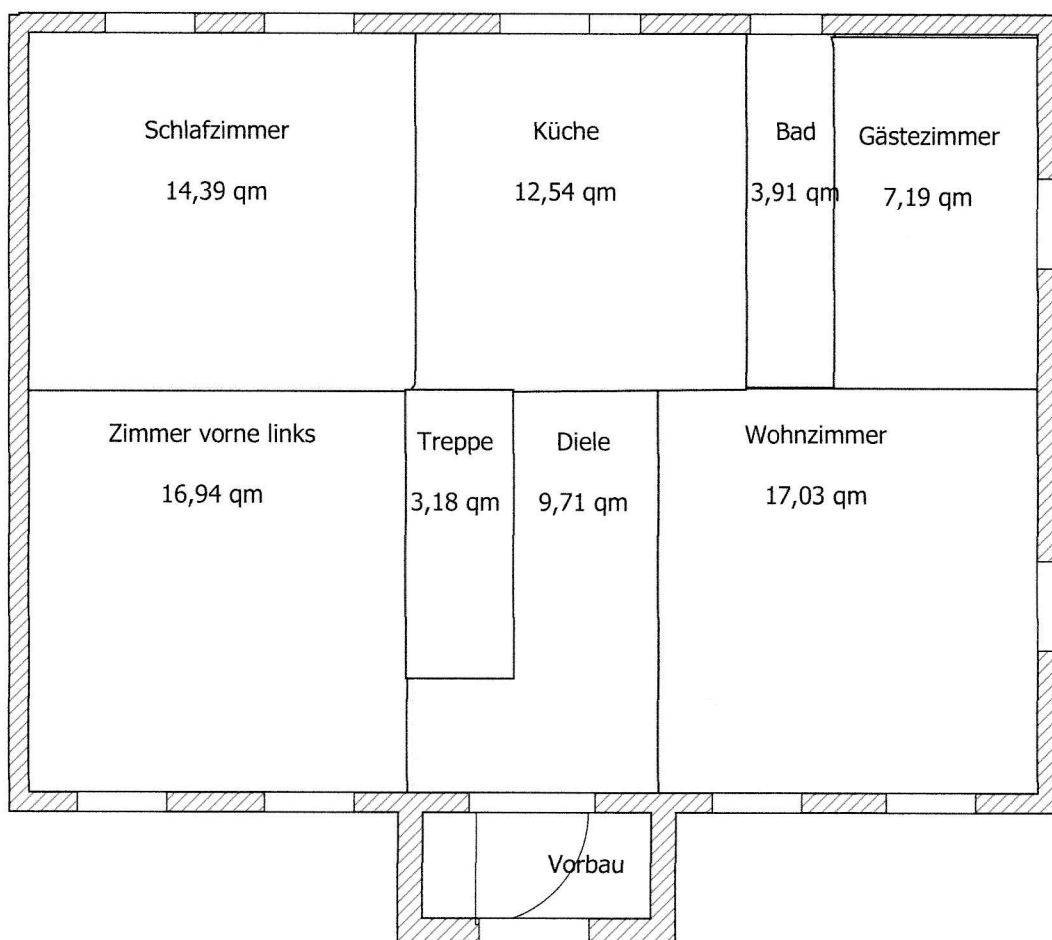 Schlafzimmer
14,39 qm
Küche
12,54 qm
Bad
3,91 qm
Gästezimmer
7,19 qm
Zimmer vorne links
16,94 qm
Treppe
3,18 qm
Diele
9,71 qm
Wohnzimmer
17,03 qm
Vorbau